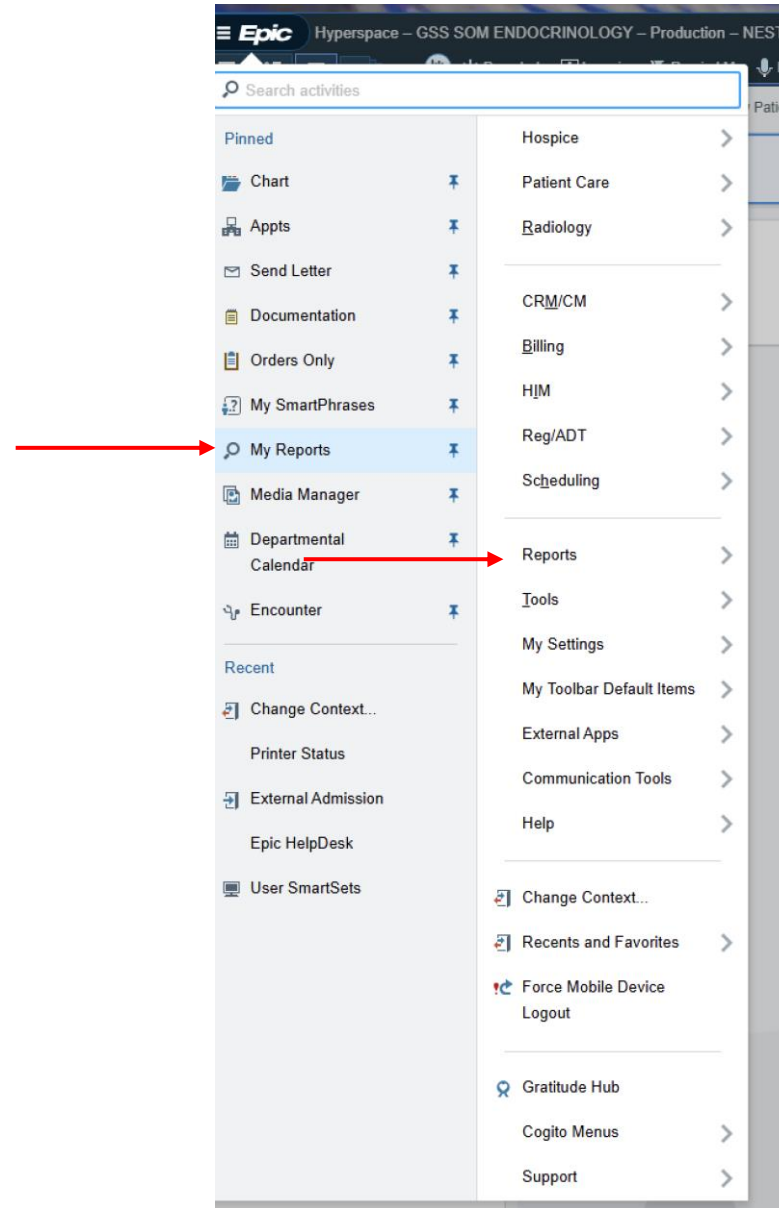 Epic Hyperspace – GSS SOM ENDOCRINOLOGY – Production – NEST
Search activities
Pati
Pinned
Chart
Appts
Send Letter
Documentation
Orders Only
My SmartPhrases
My Reports
Media Manager
Departmental
Calendar
Encounter
Recent
Change Context...
Printer Status
External Admission
Epic HelpDesk
User SmartSets
Hospice
Patient Care
Radiology
CRM/CM
Billing
HIM
Reg/ADT
Scheduling
Reports
Tools
My Settings
My Toolbar Default Items
External Apps
Communication Tools
Help
Change Context...
Recents and Favorites
Force Mobile Device
Logout
Gratitude Hub
Cogito Menus
Support